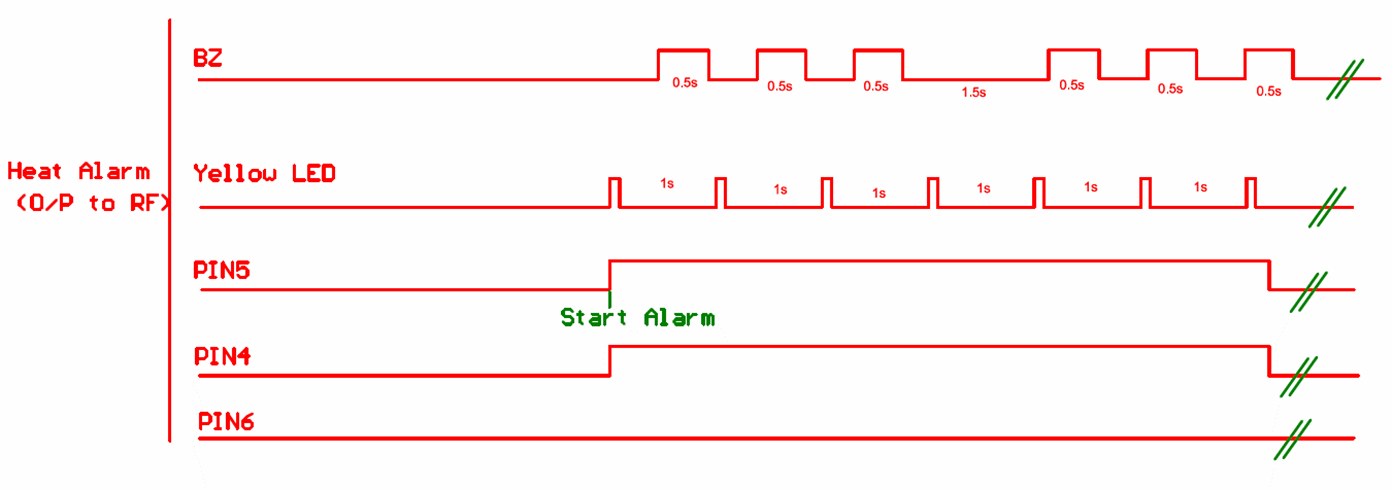 BZ
0.5s 0.5s 0.5s 1.5s 0.5s 0.5s 0.5s
Heat Alarm
(O/P to RF)
Yellow LED
1s 1s 1s 1s 1s 1s
PIN5
Start Alarm
PIN4
PIN6